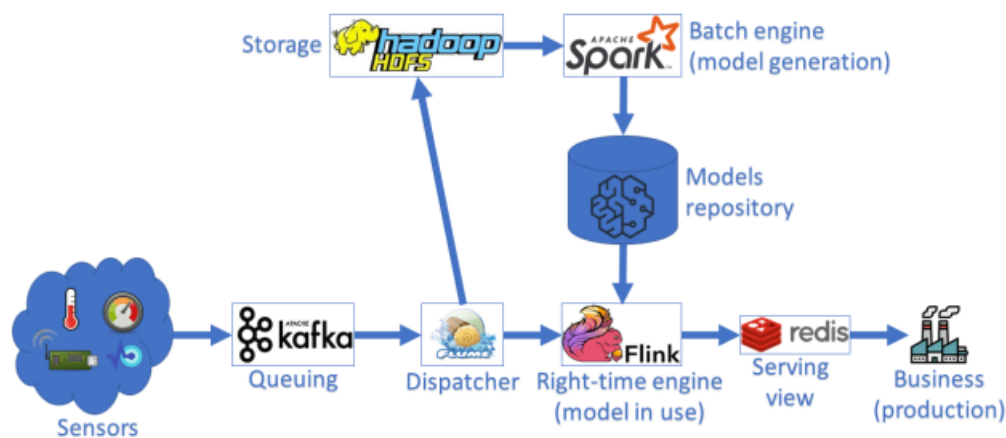 Storage
hadoop
HDFS
APACHE
Spark
Batch engine
(model generation)
Models
repository
APACHE
kafka
FLUME
Flink
redis
Queuing
Dispatcher
Right-time engine
(model in use)
Serving
view
Business
(production)
Sensors